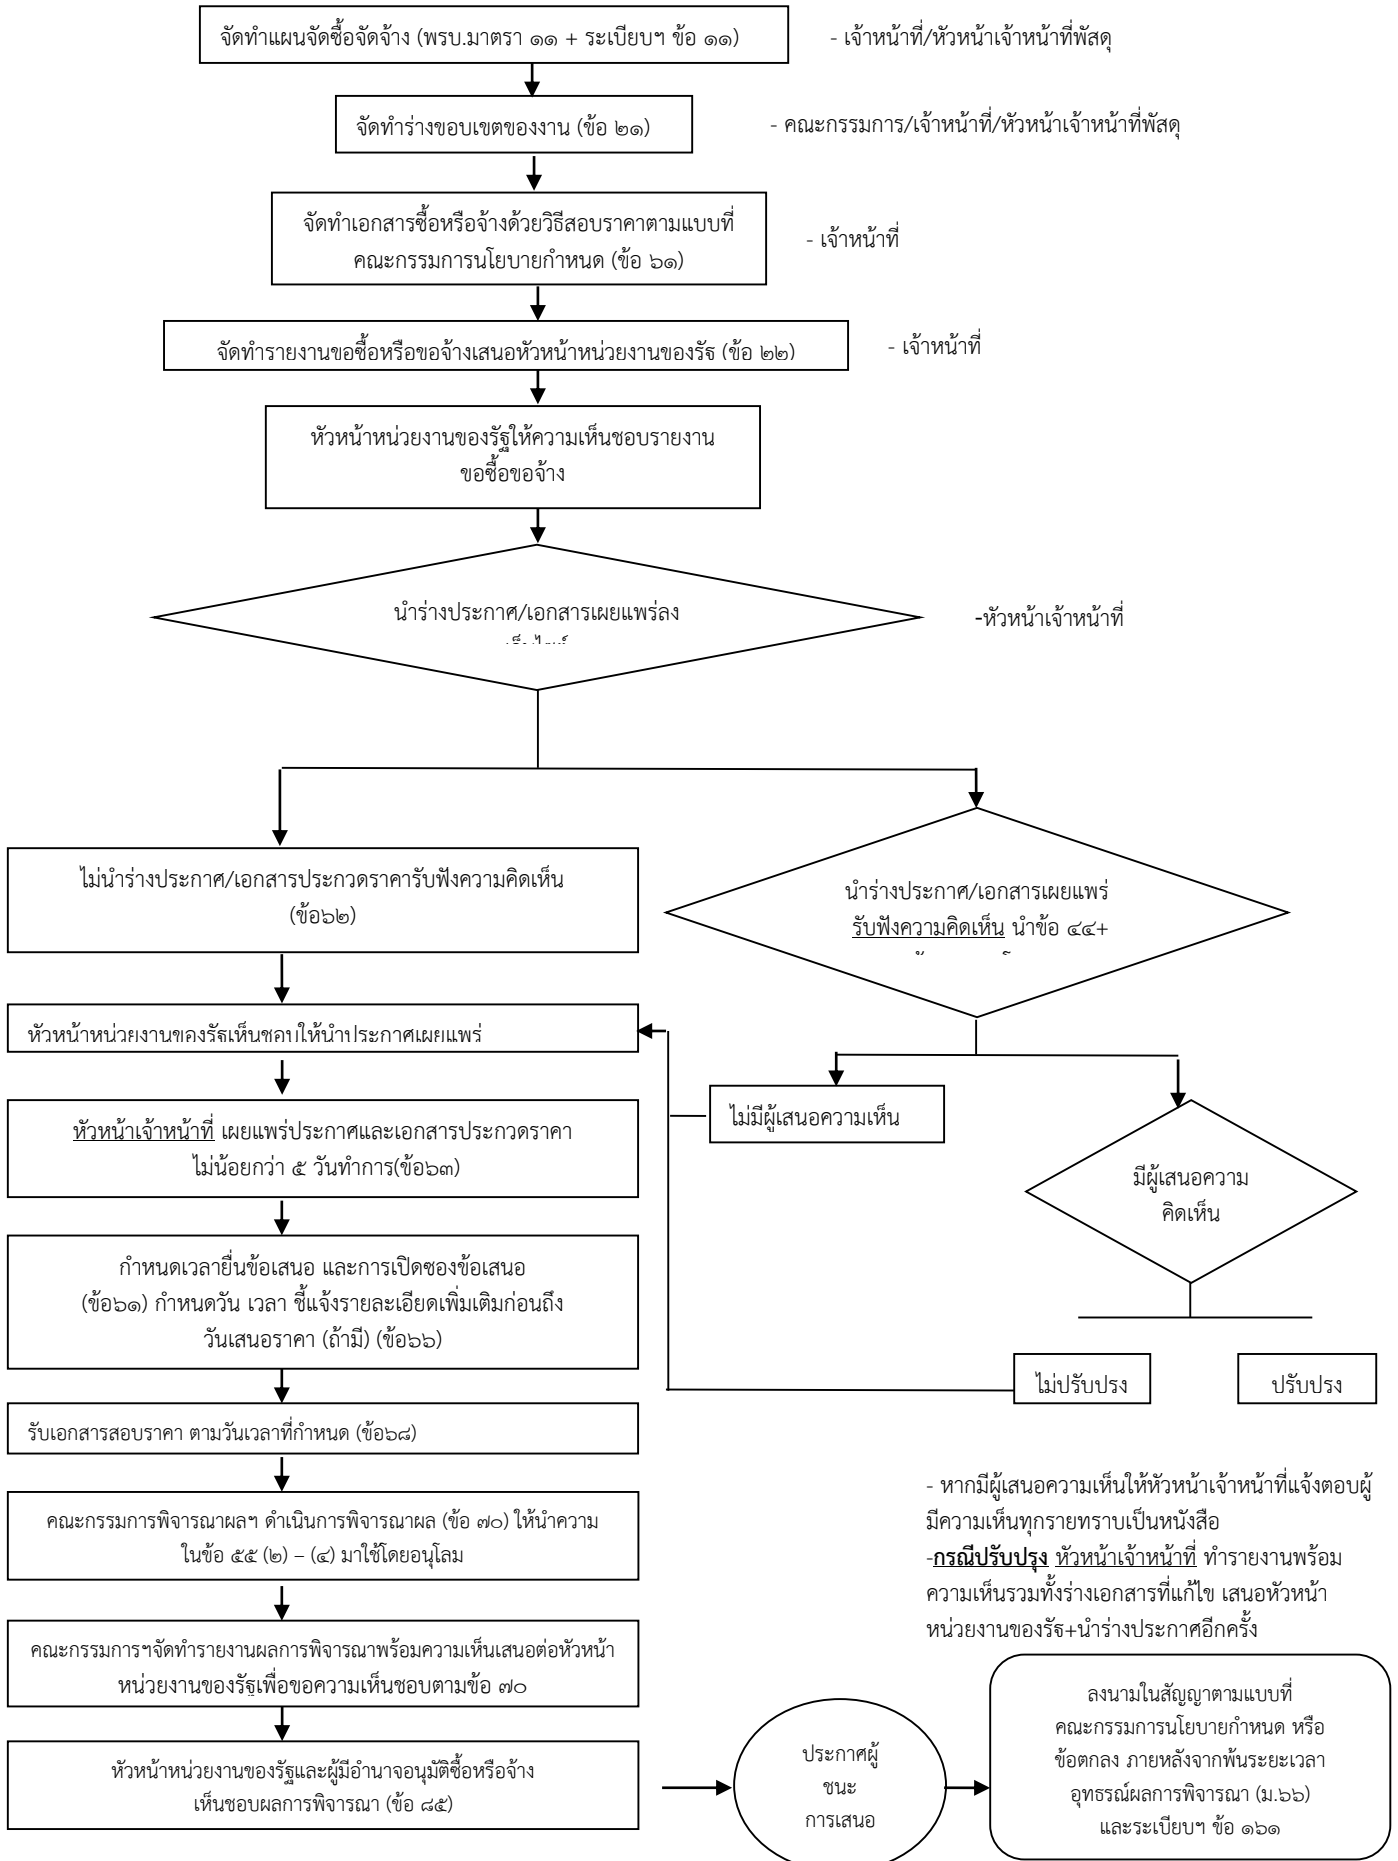 จัดทำแผนจัดซื้อจัดจ้าง (พรบ.มาตรา ๑๑ + ระเบียบฯ ข้อ ๑๑)
- เจ้าหน้าที่/หัวหน้าเจ้าหน้าที่พัสดุ
จัดทำร่างขอบเขตของงาน (ข้อ ๒๑)
- คณะกรรมการ/เจ้าหน้าที่/หัวหน้าเจ้าหน้าที่พัสดุ
จัดทำเอกสารซื้อหรือจ้างด้วยวิธีสอบราคาตามแบบที่
คณะกรรมการนโยบายกำหนด (ข้อ ๖๑)
- เจ้าหน้าที่
จัดทำรายงานขอซื้อหรือขอจ้างเสนอหัวหน้าหน่วยงานของรัฐ (ข้อ ๒๒)
- เจ้าหน้าที่
หัวหน้าหน่วยงานของรัฐให้ความเห็นชอบรายงาน
ขอซื้อขอจ้าง
นำร่างประกาศ/เอกสารเผยแพร่ลง
-หัวหน้าเจ้าหน้าที่
ไม่นำร่างประกาศ/เอกสารประกวดราคารับฟังความคิดเห็น
(ข้อ๖๒)
นำร่างประกาศ/เอกสารเผยแพร่
รับฟังความคิดเห็น นำข้อ ๔๔+
หัวหน้าหน่วยงานของรัฐเห็นชอบให้นำประกาศเผยแพร่
ไม่มีผู้เสนอความเห็น
หัวหน้าเจ้าหน้าที่ เผยแพร่ประกาศและเอกสารประกวดราคา
ไม่น้อยกว่า ๕ วันทำการ(ข้อ๖๓)
มีผู้เสนอความ
คิดเห็น
กำหนดเวลายื่นข้อเสนอ และการเปิดซองข้อเสนอ
(ข้อ๖๑) กำหนดวัน เวลา ชี้แจ้งรายละเอียดเพิ่มเติมก่อนถึง
วันเสนอราคา (ถ้ามี) (ข้อ๖๖)
ไม่ปรับปรุง
ปรับปรุง
รับเอกสารสอบราคา ตามวันเวลาที่กำหนด (ข้อ๖๘)
- หากมีผู้เสนอความเห็นให้หัวหน้าเจ้าหน้าที่แจ้งตอบผู้
มีความเห็นทุกรายทราบเป็นหนังสือ
-กรณีปรับปรุง หัวหน้าเจ้าหน้าที่ ทำรายงานพร้อม
ความเห็นรวมทั้งร่างเอกสารที่แก้ไข เสนอหัวหน้า
หน่วยงานของรัฐ+นำร่างประกาศอีกครั้ง
คณะกรรมการพิจารณาผลฯ ดำเนินการพิจารณาผล (ข้อ ๗๐) ให้นำความ
ในข้อ ๕๕ (๒) – (๔) มาใช้โดยอนุโลม
คณะกรรมการฯจัดทำรายงานผลการพิจารณาพร้อมความเห็นเสนอต่อหัวหน้า
หน่วยงานของรัฐเพื่อขอความเห็นชอบตามข้อ ๗๐
หัวหน้าหน่วยงานของรัฐและผู้มีอำนาจอนุมัติซื้อหรือจ้าง
เห็นชอบผลการพิจารณา (ข้อ ๘๕)
ประกาศผู้
ชนะ
การเสนอ
ลงนามในสัญญาตามแบบที่
คณะกรรมการนโยบายกำหนด หรือ
ข้อตกลง ภายหลังจากพ้นระยะเวลา
อุทธรณ์ผลการพิจารณา (ม.๖๖)
และระเบียบฯ ข้อ ๑๖๑